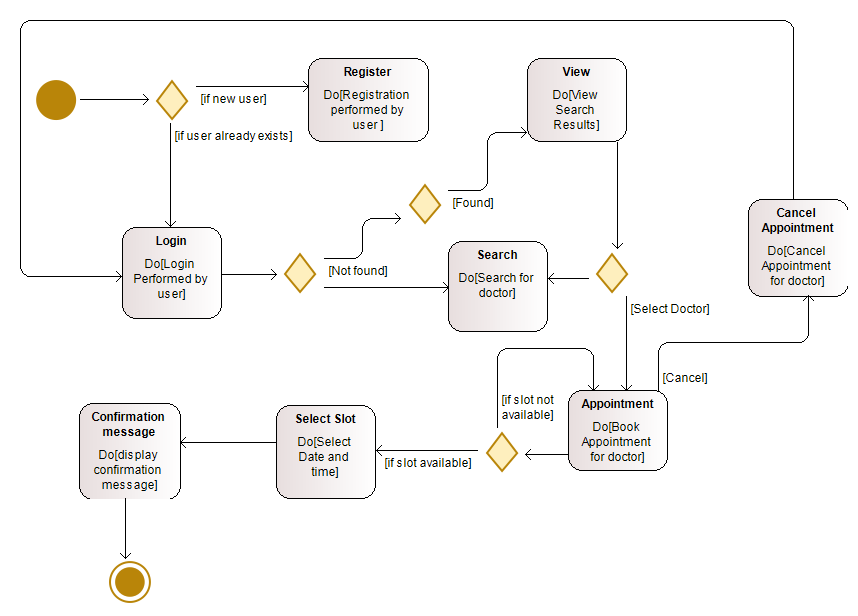 Register
Do[Registration
performed by
user ]
View
Do[View
Search
Results]
[if new user]
[if user already exists]
[Found]
Cancel
Appointment
Do[Cancel
Appointment
for doctor]
Login
Do[Login
Performed by
user]
[Not found]
Search
Do[Search for
doctor]
[Select Doctor]
[Cancel]
[if slot not
available]
Appointment
Do[Book
Appointment
for doctor]
Confirmation
message
Do[display
confirmation
message]
Select Slot
Do[Select
Date and
time]
[if slot available]